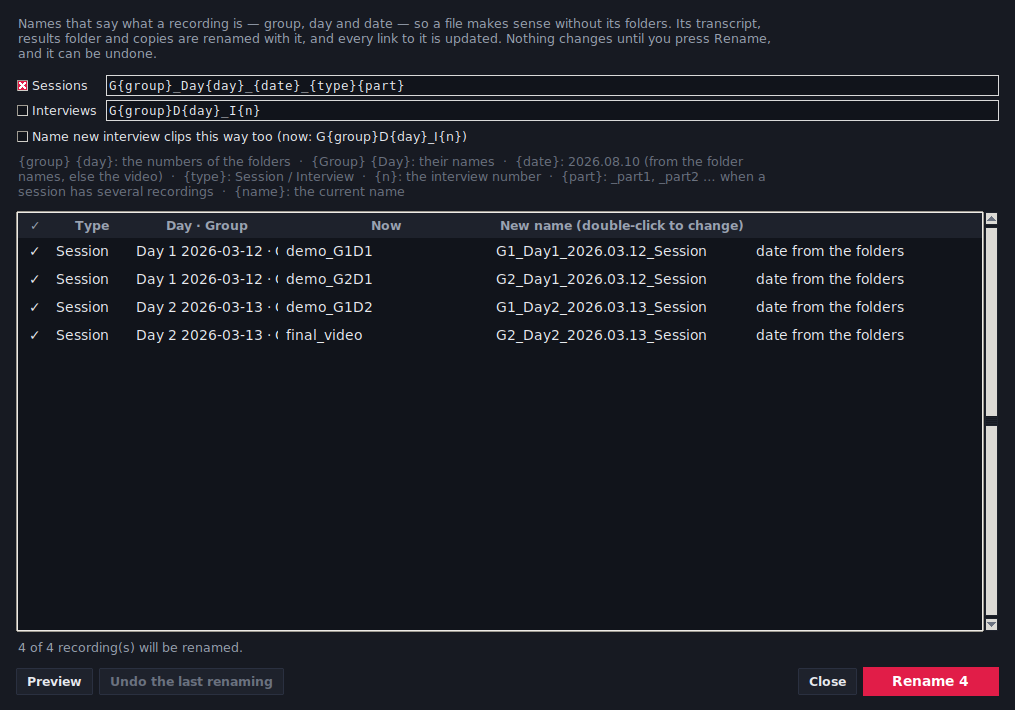 Names that say what a recording is — group, day and date — so a file makes sense without its folders. Its transcript,
results folder and copies are renamed with it, and every link to it is updated. Nothing changes until you press Rename,
and it can be undone.
Sessions G{group}_Day{day}_{date}_{type}{part}
Interviews G{group}D{day}_I{n}
Name new interview clips this way too (now: G{group}D{day}_I{n})
{group} {day}: the numbers of the folders · {Group} {Day}: their names · {date}: 2026.08.10 (from the folder
names, else the video) · {type}: Session / Interview · {n}: the interview number · {part}: _part1, _part2 ... when a
session has several recordings · {name}: the current name
✓ Type Day · Group Now New name (double-click to change)
✓ Session Day 1 2026-03-12 · demo_G1D1 G1_Day1_2026.03.12_Session date from the folders
✓ Session Day 1 2026-03-12 · demo_G2D1 G2_Day1_2026.03.12_Session date from the folders
✓ Session Day 2 2026-03-13 · demo_G1D2 G1_Day2_2026.03.13_Session date from the folders
✓ Session Day 2 2026-03-13 · final_video G2_Day2_2026.03.13_Session date from the folders
4 of 4 recording(s) will be renamed.
Preview Undo the last renaming Close Rename 4